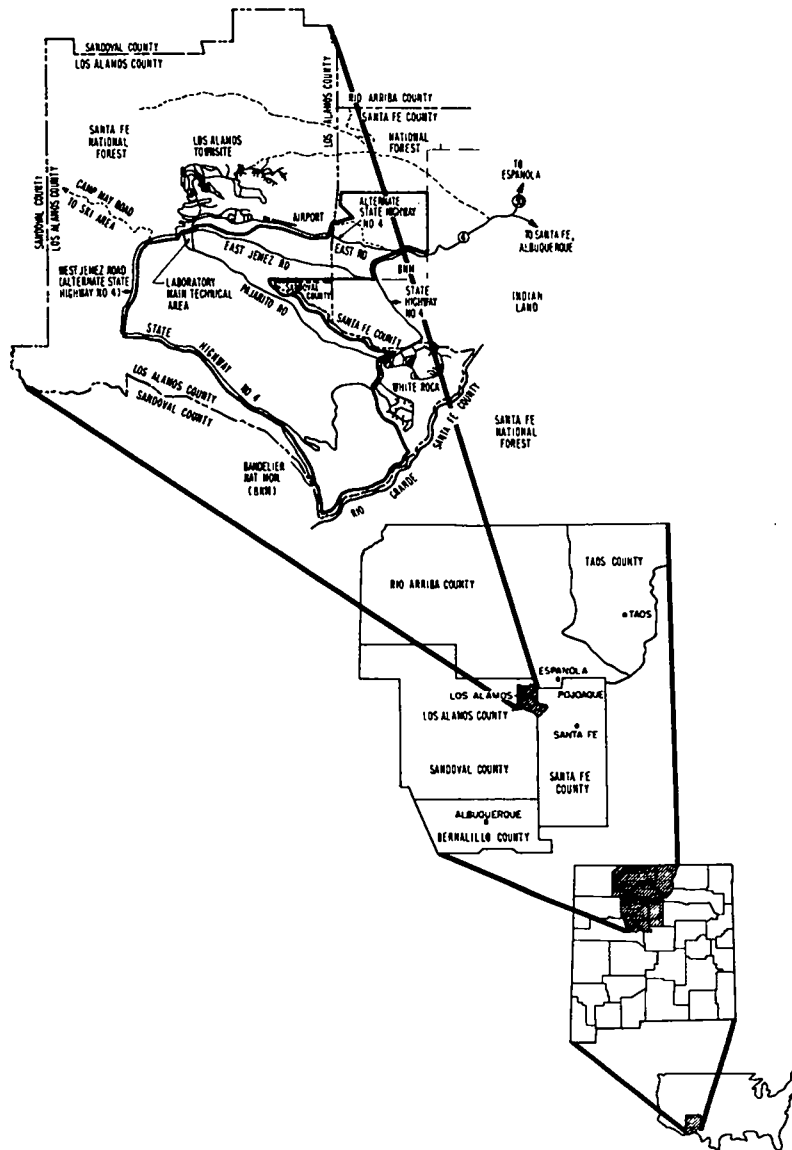 SANDOVAL COUNTY
LOS ALAMOS COUNTY
LOS ALAMOS COUNTY
RIO ARRIBA COUNTY
SANTA FE COUNTY
NATIONAL
FOREST
SANTA FE
NATIONAL
FOREST
LOS ALAMOS
TOWNSITE
TO
ESPANOLA
SANDOVAL COUNTY
LOS ALAMOS COUNTY
CAMP MAY ROAD
TO SKI AREA
AIRPORT
ALTERNATE
STATE HIGHWAY
NO 4
TO SANTA FE,
ALBUQUERQUE
4
EAST JEMEZ RD
EAST RD
BNM
WEST JEMEZ ROAD
(ALTERNATE STATE
HIGHWAY NO 4)
LABORATORY
MAIN TECHNICAL
AREA
PAJARITO RD
SANDOVAL
COUNTY
STATE
HIGHWAY
NO 4
INDIAN
LAND
SANTA FE COUNTY
STATE HIGHWAY NO 4
WHITE ROCK
LOS ALAMOS COUNTY
SANDOVAL COUNTY
SANTA FE COUNTY
SANTA FE
NATIONAL
FOREST
BANDELIER
NAT MON
(BNM)
RIO GRANDE
RIO ARRIBA COUNTY
TAOS COUNTY
TAOS
ESPANOLA
LOS ALAMOS
POJOAQUE
LOS ALAMOS COUNTY
SANTA FE
SANDOVAL COUNTY
SANTA FE
COUNTY
ALBUQUERQUE
BERNALILLO COUNTY